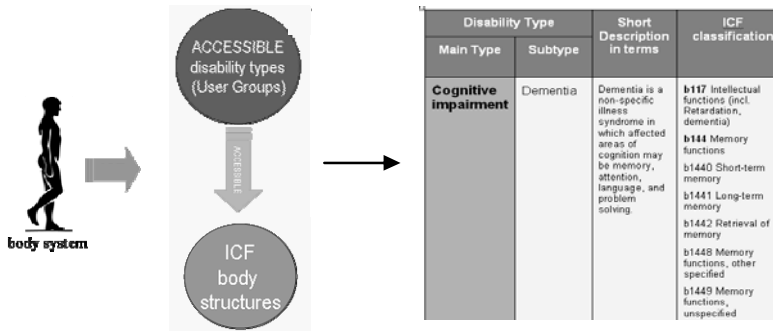 body system
ACCESSIBLE
disability types
(User Groups)
ACCESSIBLE
ICF
body
structures
Disability Type
Short
Description
in terms
ICF
classification
Main Type
Subtype
Cognitive
impairment
Dementia
Dementia is a
non-specific
illness
syndrome in
which affected
areas of
cognition may
be memory,
attention,
language, and
problem
solving.
b117 Intellectual
functions (incl.
Retardation,
dementia)
b144 Memory
functions
b1440 Short-term
memory
b1441 Long-term
memory
b1442 Retrieval of
memory
b1448 Memory
functions, other
specified
b1449 Memory
functions,
unspecified